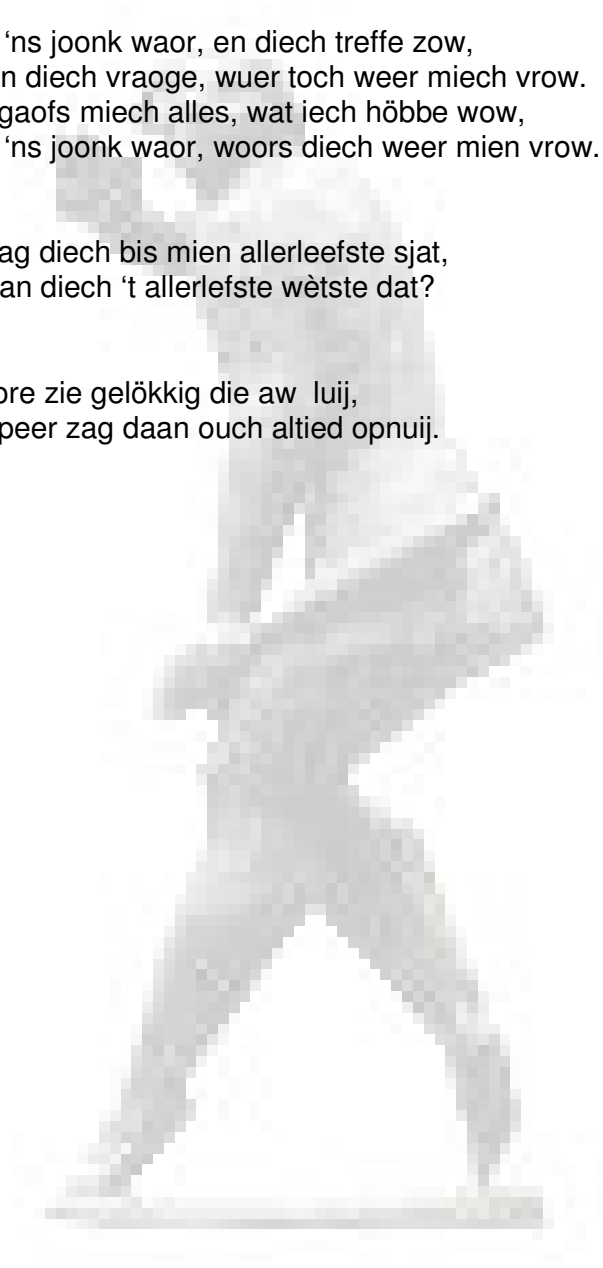 ‘ns joonk waor, en diech treffe zow,
n diech vraoge, wuer toch weer miech vrow.
gaofs miech alles, wat iech höbbe wow,
‘ns joonk waor, woors diech weer mien vrow.
ag diech bis mien allerleefste sjat,
an diech ‘t allerlefste wètste dat?
ore zie gelökkig die aw luij,
peer zag daan ouch altied opnuij.